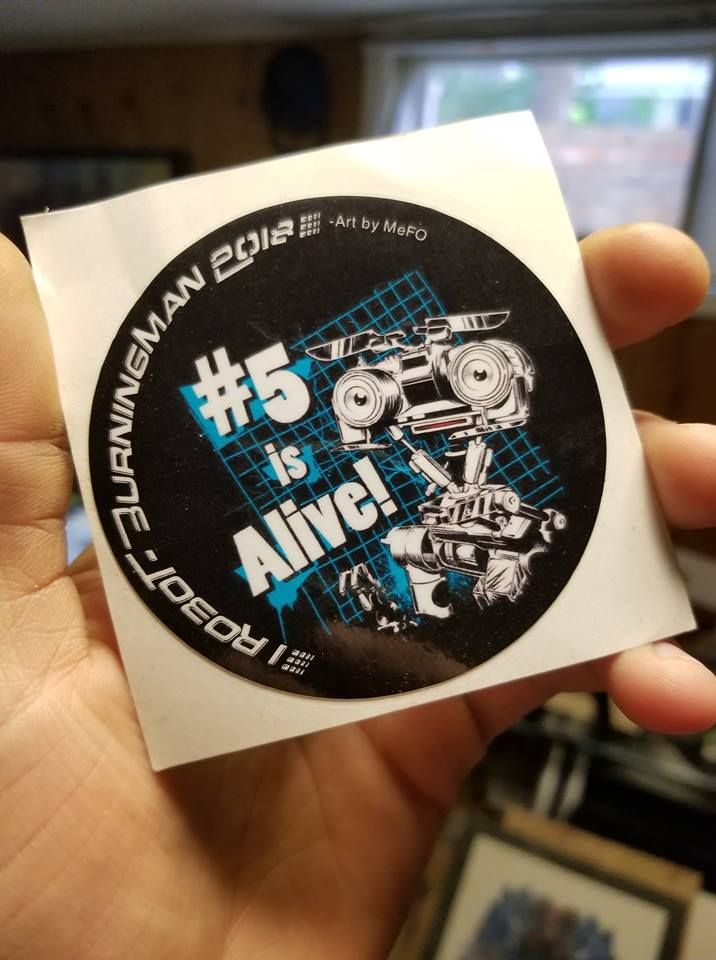 I ROBOT-BURNINGMAN 2018
-Art by MeFO
#5
is
Alive!